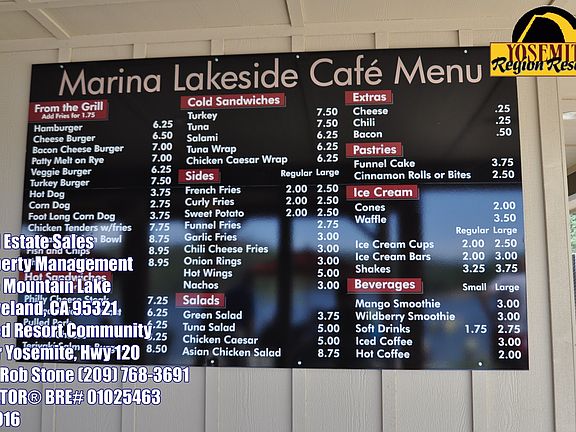 YOSEMITE
Region Res
Marina Lakeside Café Menu
From the Grill
Add Fries for 1.75
Hamburger 6.25
Cheese Burger 6.50
Bacon Cheese Burger 7.00
Patty Melt on Rye 7.00
Veggie Burger 6.25
Turkey Burger 7.50
Hot Dog 3.75
Corn Dog 2.75
Foot Long Corn Dog 3.75
Chicken Tenders w/fries 7.75
Bowl 8.75
Fish and Chips 8.95
8.95
Hot Sandwiches
Philly Cheese Steak 7.25
7.25
Pulled 7.50
8.50
Cold Sandwiches
Turkey 7.50
Tuna 7.50
Salami 6.25
Tuna Wrap 6.25
Chicken Caesar Wrap 6.25
Sides Regular Large
French Fries 2.00 2.50
Curly Fries 2.00 2.50
Sweet Potato 2.00 2.50
Funnel Fries 2.75
Garlic Fries 3.00
Chili Cheese Fries 3.00
Onion Rings 3.00
Hot Wings 5.00
Nachos 3.00
Salads
Green Salad 3.75
Tuna Salad 5.00
Chicken Caesar 5.00
Asian Chicken Salad 8.75
Extras
Cheese .25
Chili .25
Bacon .50
Pastries
Funnel Cake 3.75
Cinnamon Rolls or Bites 2.50
Ice Cream
Cones 2.00
Waffle 3.50
Regular Large
Ice Cream Cups 2.00 2.50
Ice Cream Bars 2.00 3.00
Shakes 3.25 3.75
Beverages Small Large
Mango Smoothie 3.00
Wildberry Smoothie 3.00
Soft Drinks 1.75 2.75
Iced Coffee 3.00
Hot Coffee 2.00
Estate Sales
perty Management
Mountain Lake
eland, CA 95321
d Resort Community
Yosemite, Hwy 120
Rob Stone (209) 768-3691
TOR® BRE# 01025463
016